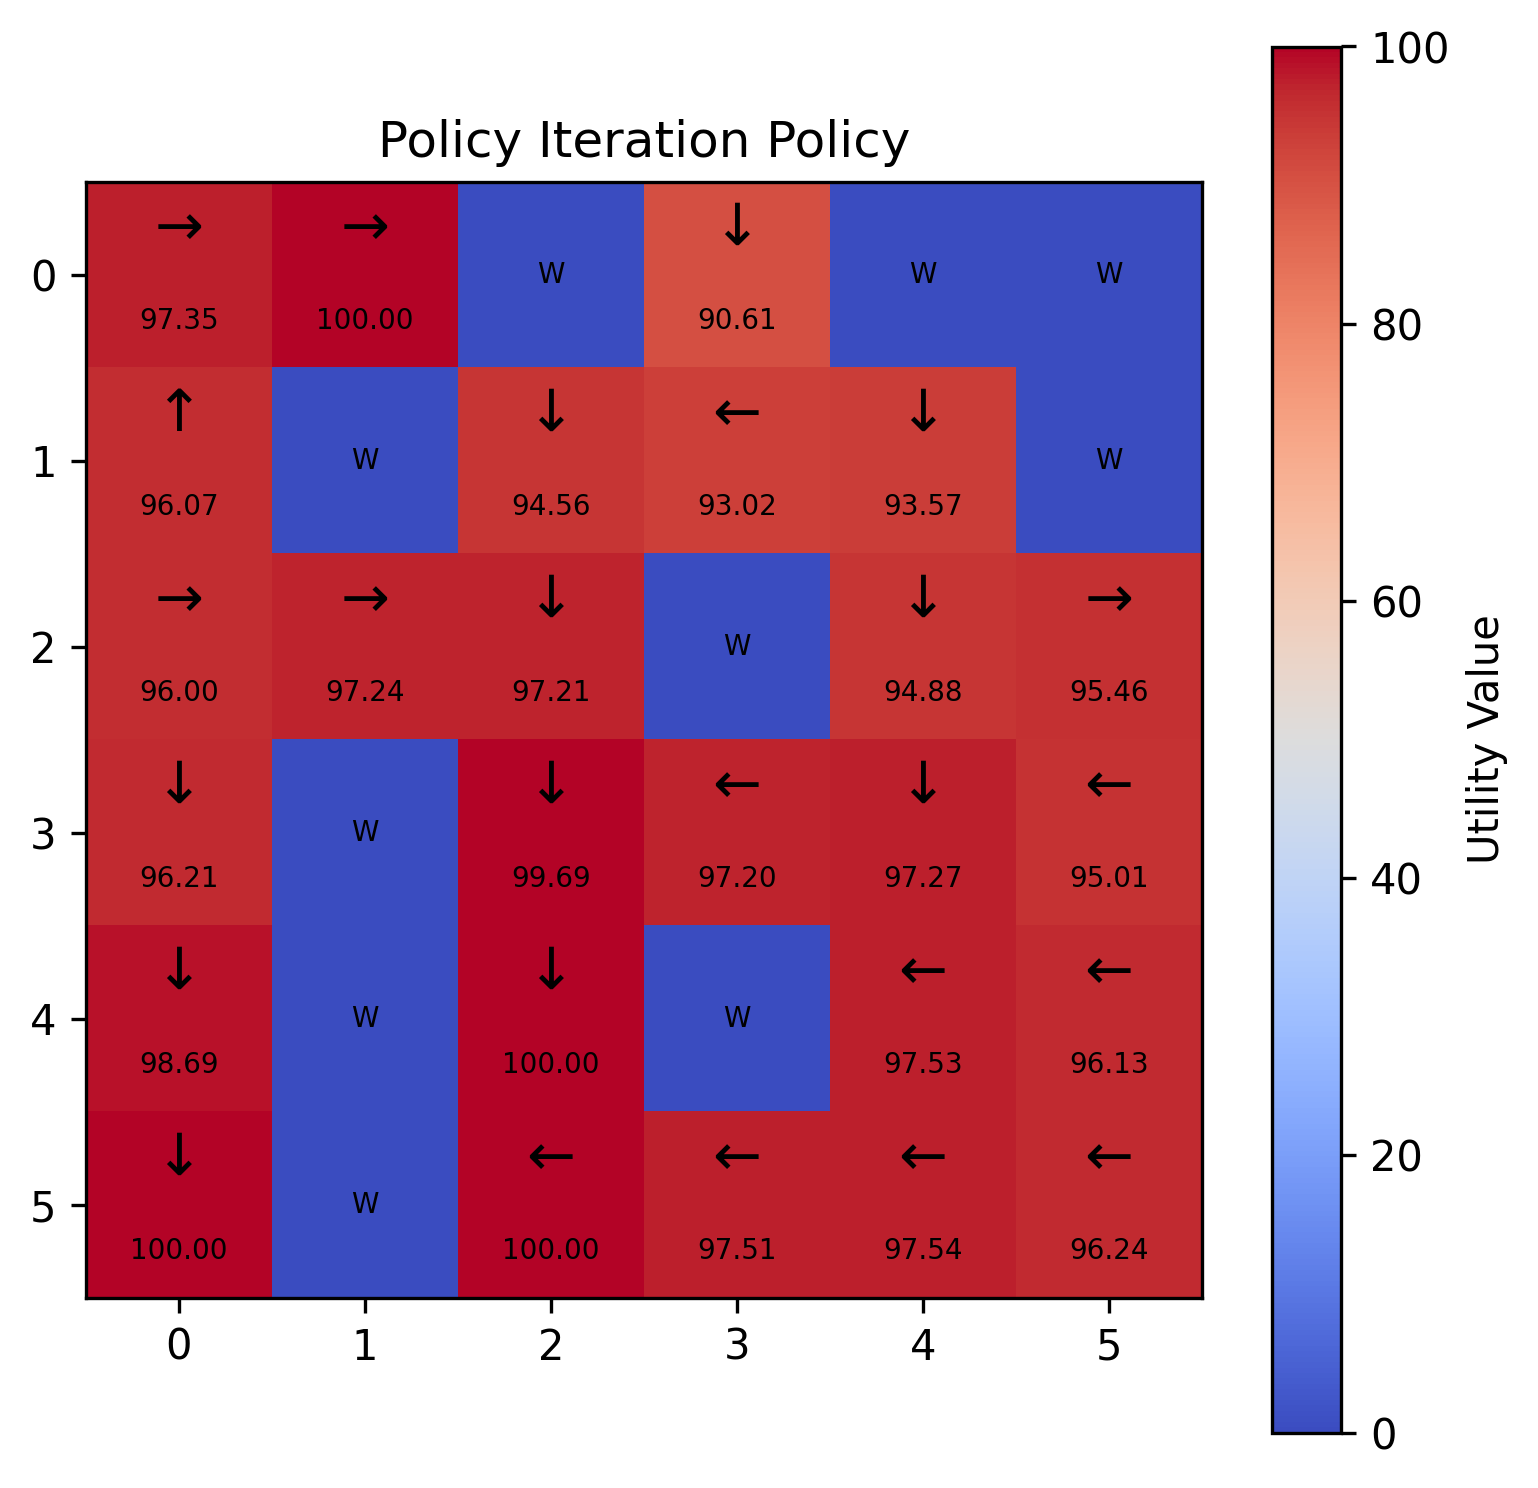 Policy Iteration Policy
100
80
60
40
20
0
Utility Value
0 → → W ↓ W W
97.35 100.00 90.61
1 ↑ W ↓ ← ↓ W
96.07 94.56 93.02 93.57
2 → → ↓ W ↓ →
96.00 97.24 97.21 94.88 95.46
3 ↓ W ↓ ← ↓ ←
96.21 99.69 97.20 97.27 95.01
4 ↓ W ↓ W ← ←
98.69 100.00 97.53 96.13
5 ↓ W ← ← ← ←
100.00 100.00 97.51 97.54 96.24
0 1 2 3 4 5